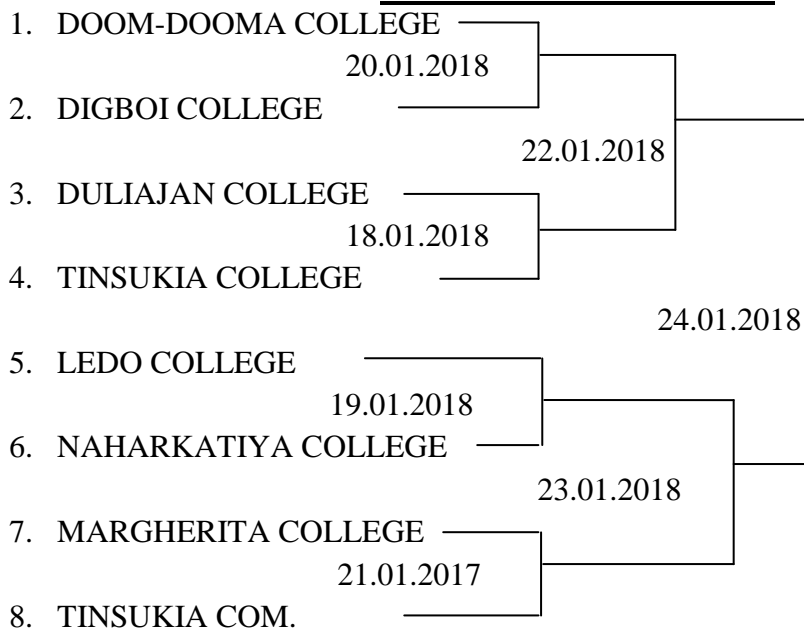 1. DOOM-DOOMA COLLEGE
20.01.2018
2. DIGBOI COLLEGE
22.01.2018
3. DULIAJAN COLLEGE
18.01.2018
4. TINSUKIA COLLEGE
24.01.2018
5. LEDO COLLEGE
19.01.2018
6. NAHARKATIYA COLLEGE
23.01.2018
7. MARGHERITA COLLEGE
21.01.2017
8. TINSUKIA COM.